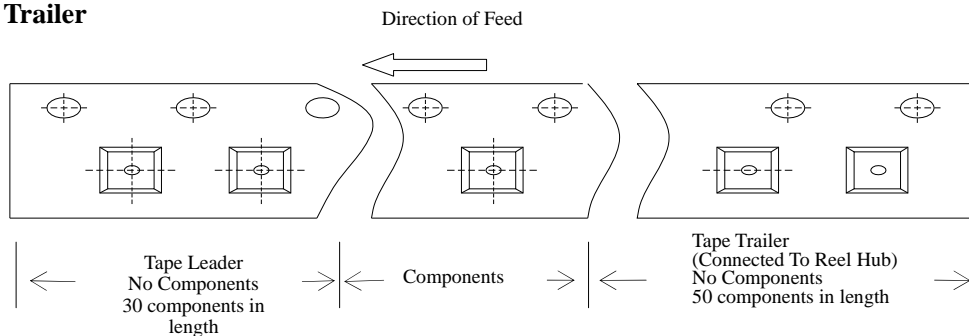 Trailer
Direction of Feed
Tape Leader
No Components
30 components in
length
Components
Tape Trailer
(Connected To Reel Hub)
No Components
50 components in length